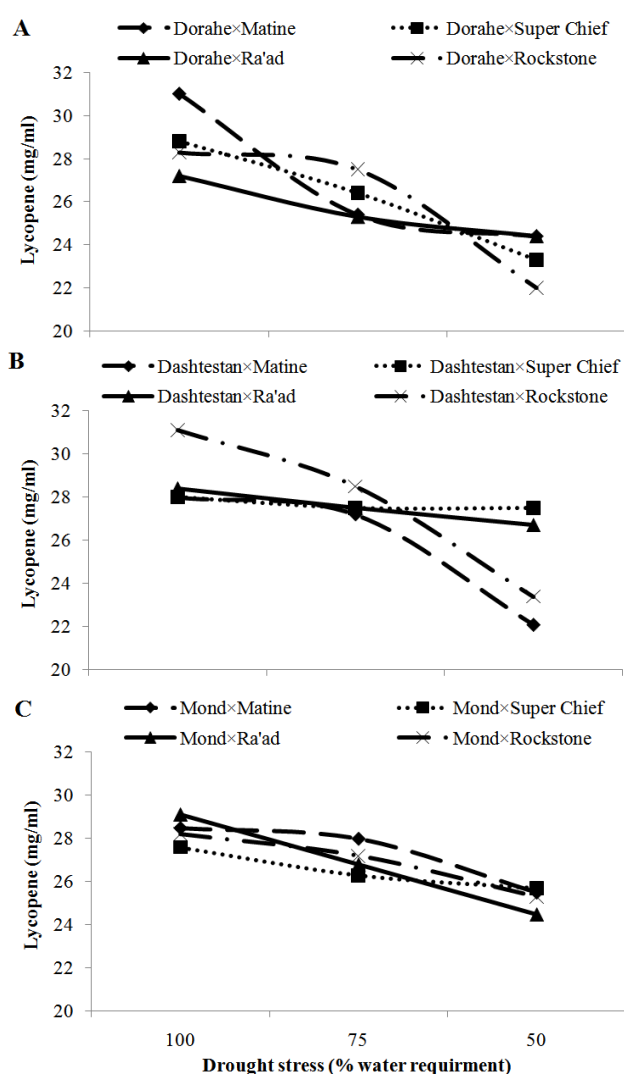 A
Dorahe×Matine
Dorahe×Super Chief
Dorahe×Ra'ad
Dorahe×Rockstone
32
30
28
26
24
22
20
Lycopene (mg/ml)
B
Dashtestan×Matine
Dashtestan×Super Chief
Dashtestan×Ra'ad
Dashtestan×Rockstone
32
30
28
26
24
22
20
Lycopene (mg/ml)
C
Mond×Matine
Mond×Super Chief
Mond×Ra'ad
Mond×Rockstone
32
30
28
26
24
22
20
Lycopene (mg/ml)
100
75
50
Drought stress (% water requirment)